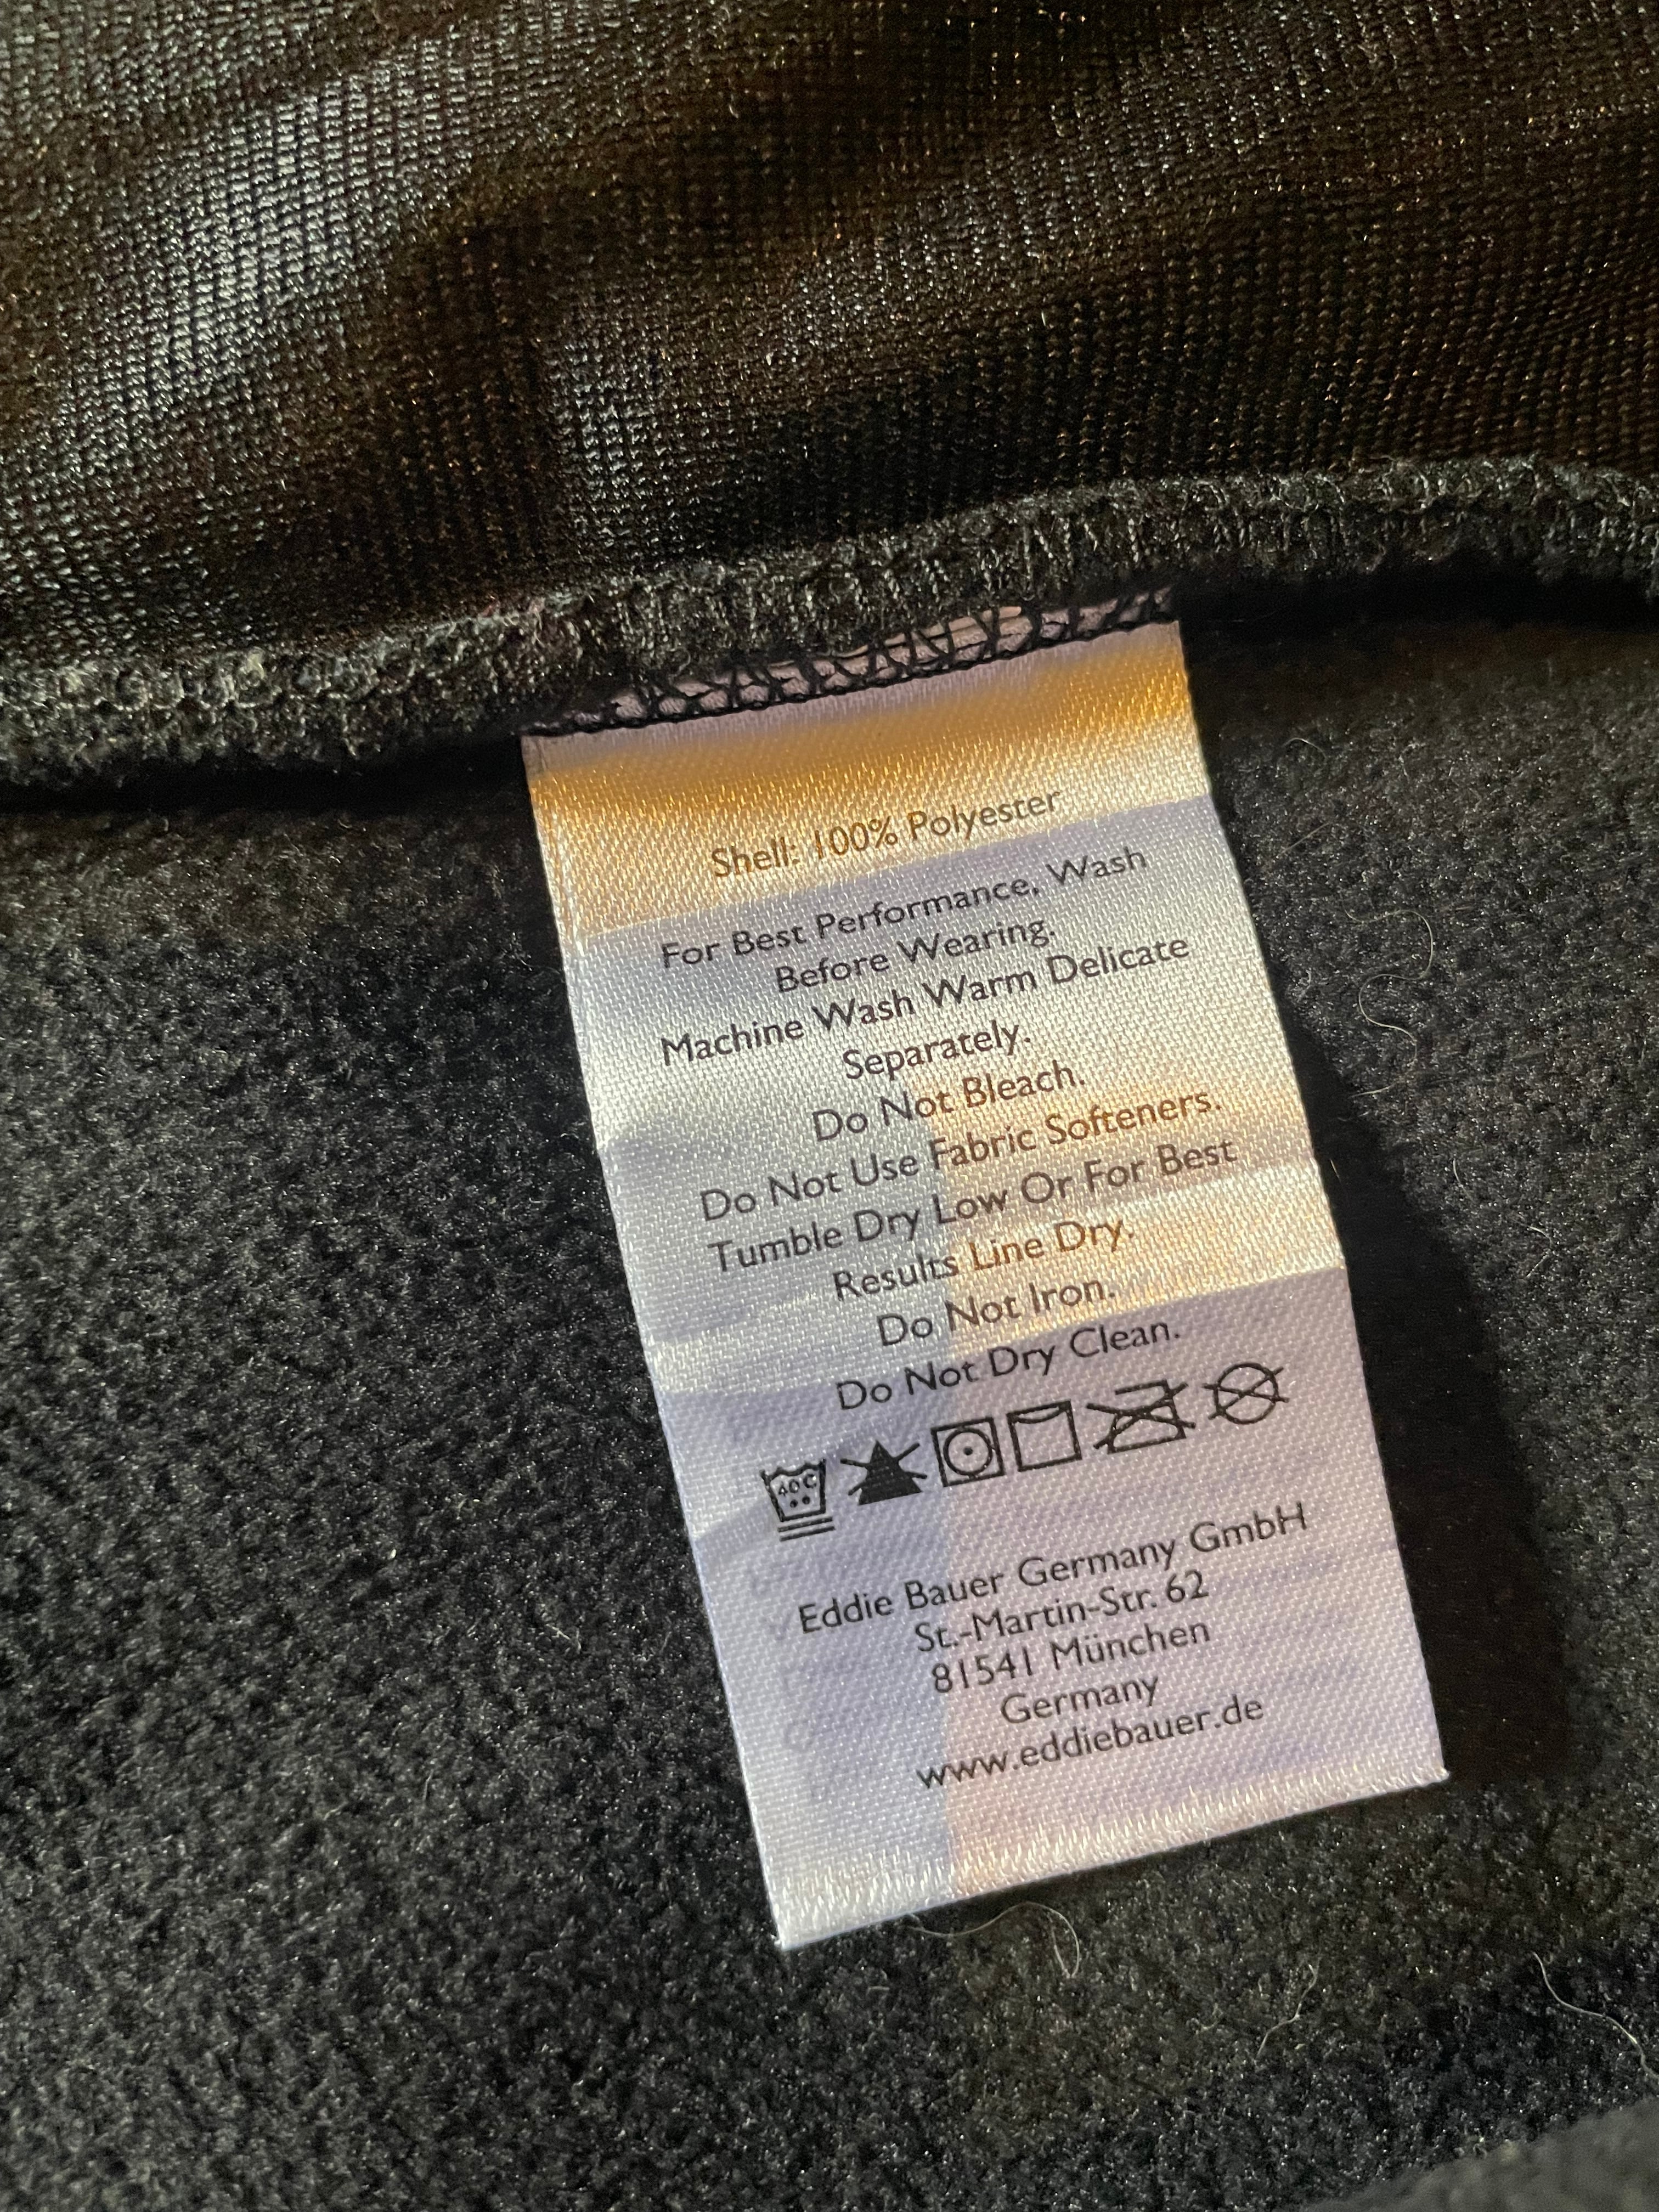 Shell: 100% Polyester
For Best Performance, Wash
Before Wearing.
Machine Wash Warm Delicate
Separately.
Do Not Bleach.
Do Not Use Fabric Softeners.
Tumble Dry Low Or For Best
Results Line Dry.
Do Not Iron.
Do Not Dry Clean.
40C
Eddie Bauer Germany GmbH
St.-Martin-Str. 62
81541 München
Germany
www.eddiebauer.de